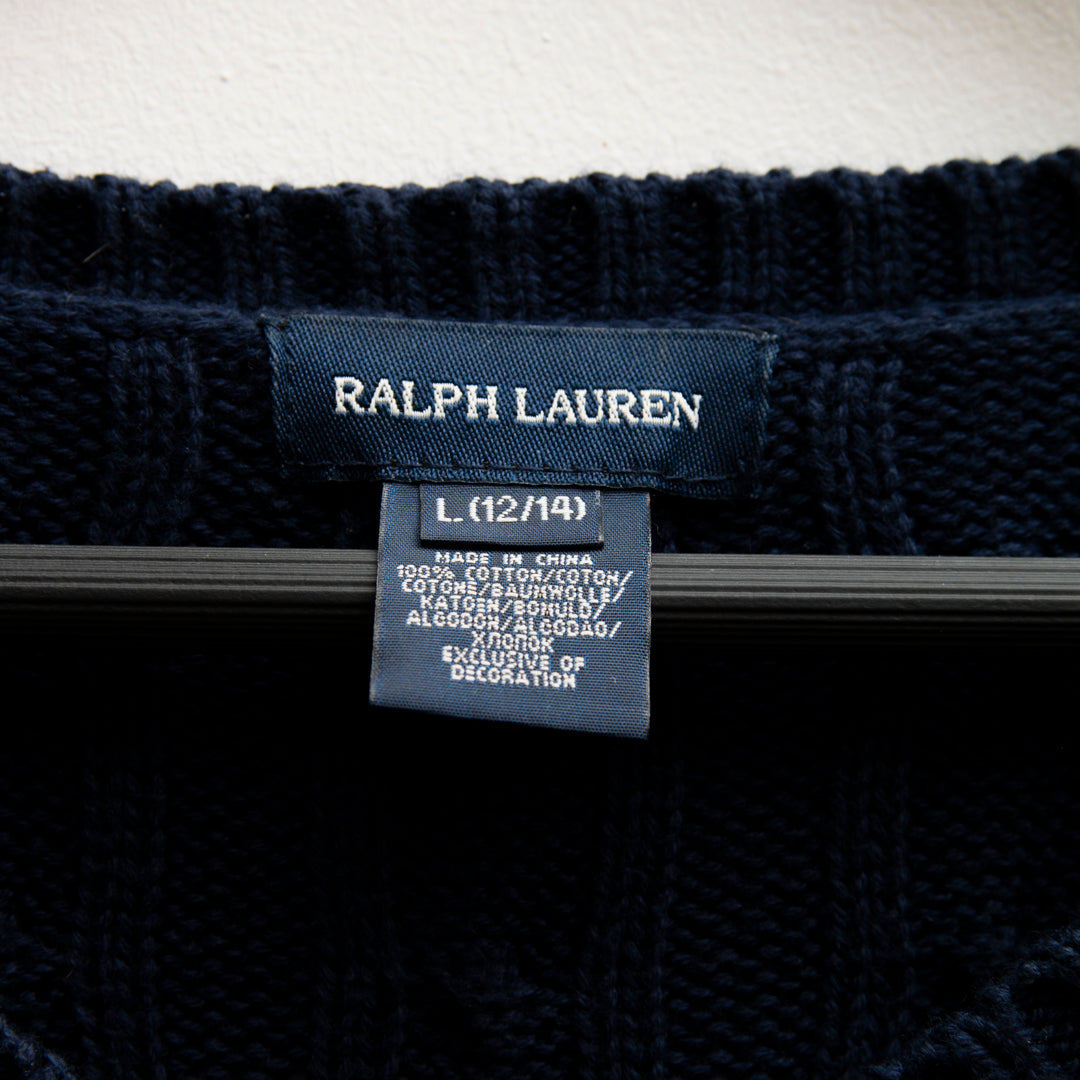 RALPH LAUREN
L (12/14)
MADE IN CHINA
100% COTTON/COTON/
COTONE/BAUMWOLLE/
KATOEN/BOMULD/
ALGODON/ALGODAO/
ХЛОПОК
EXCLUSIVE OF
DECORATION